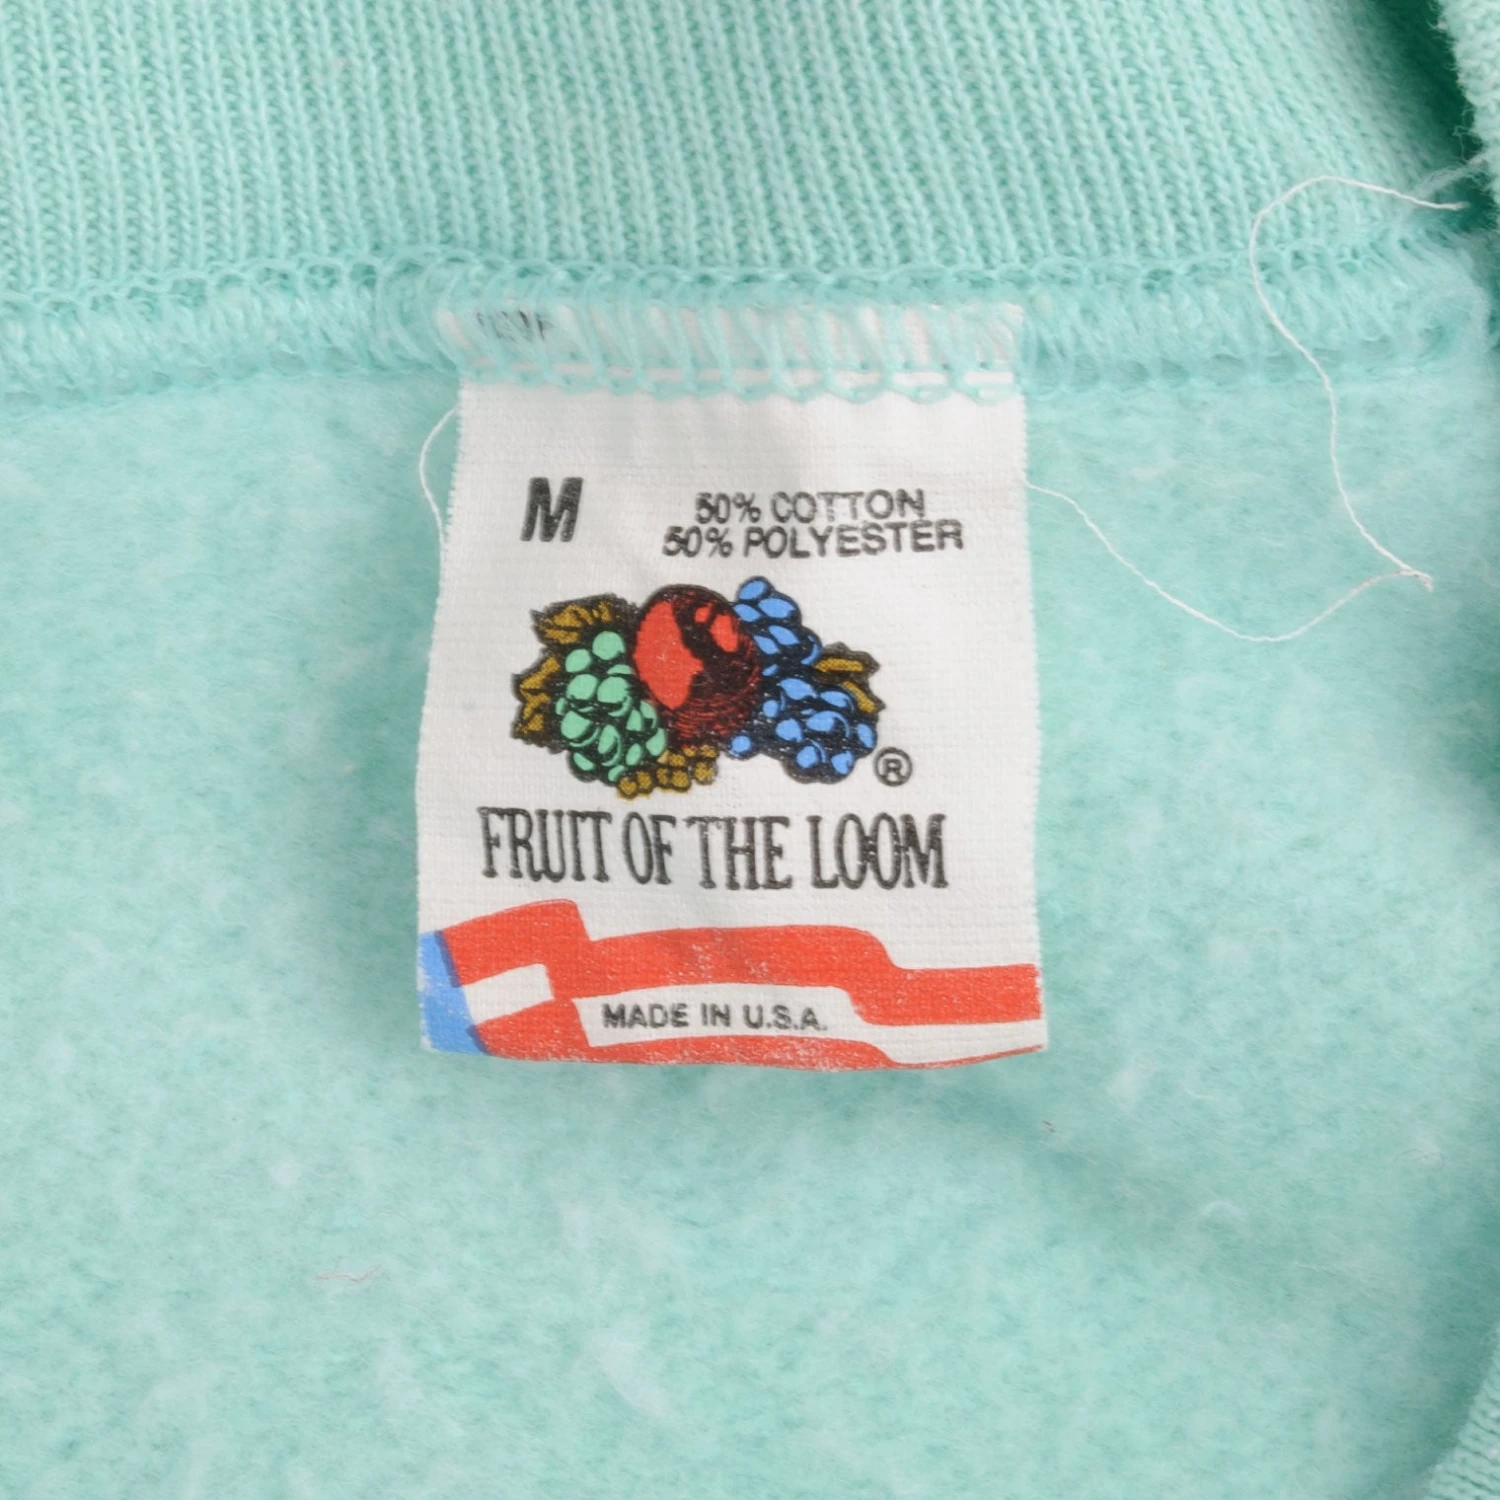 M
50% COTTON
50% POLYESTER
®
FRUIT OF THE LOOM
MADE IN U.S.A.